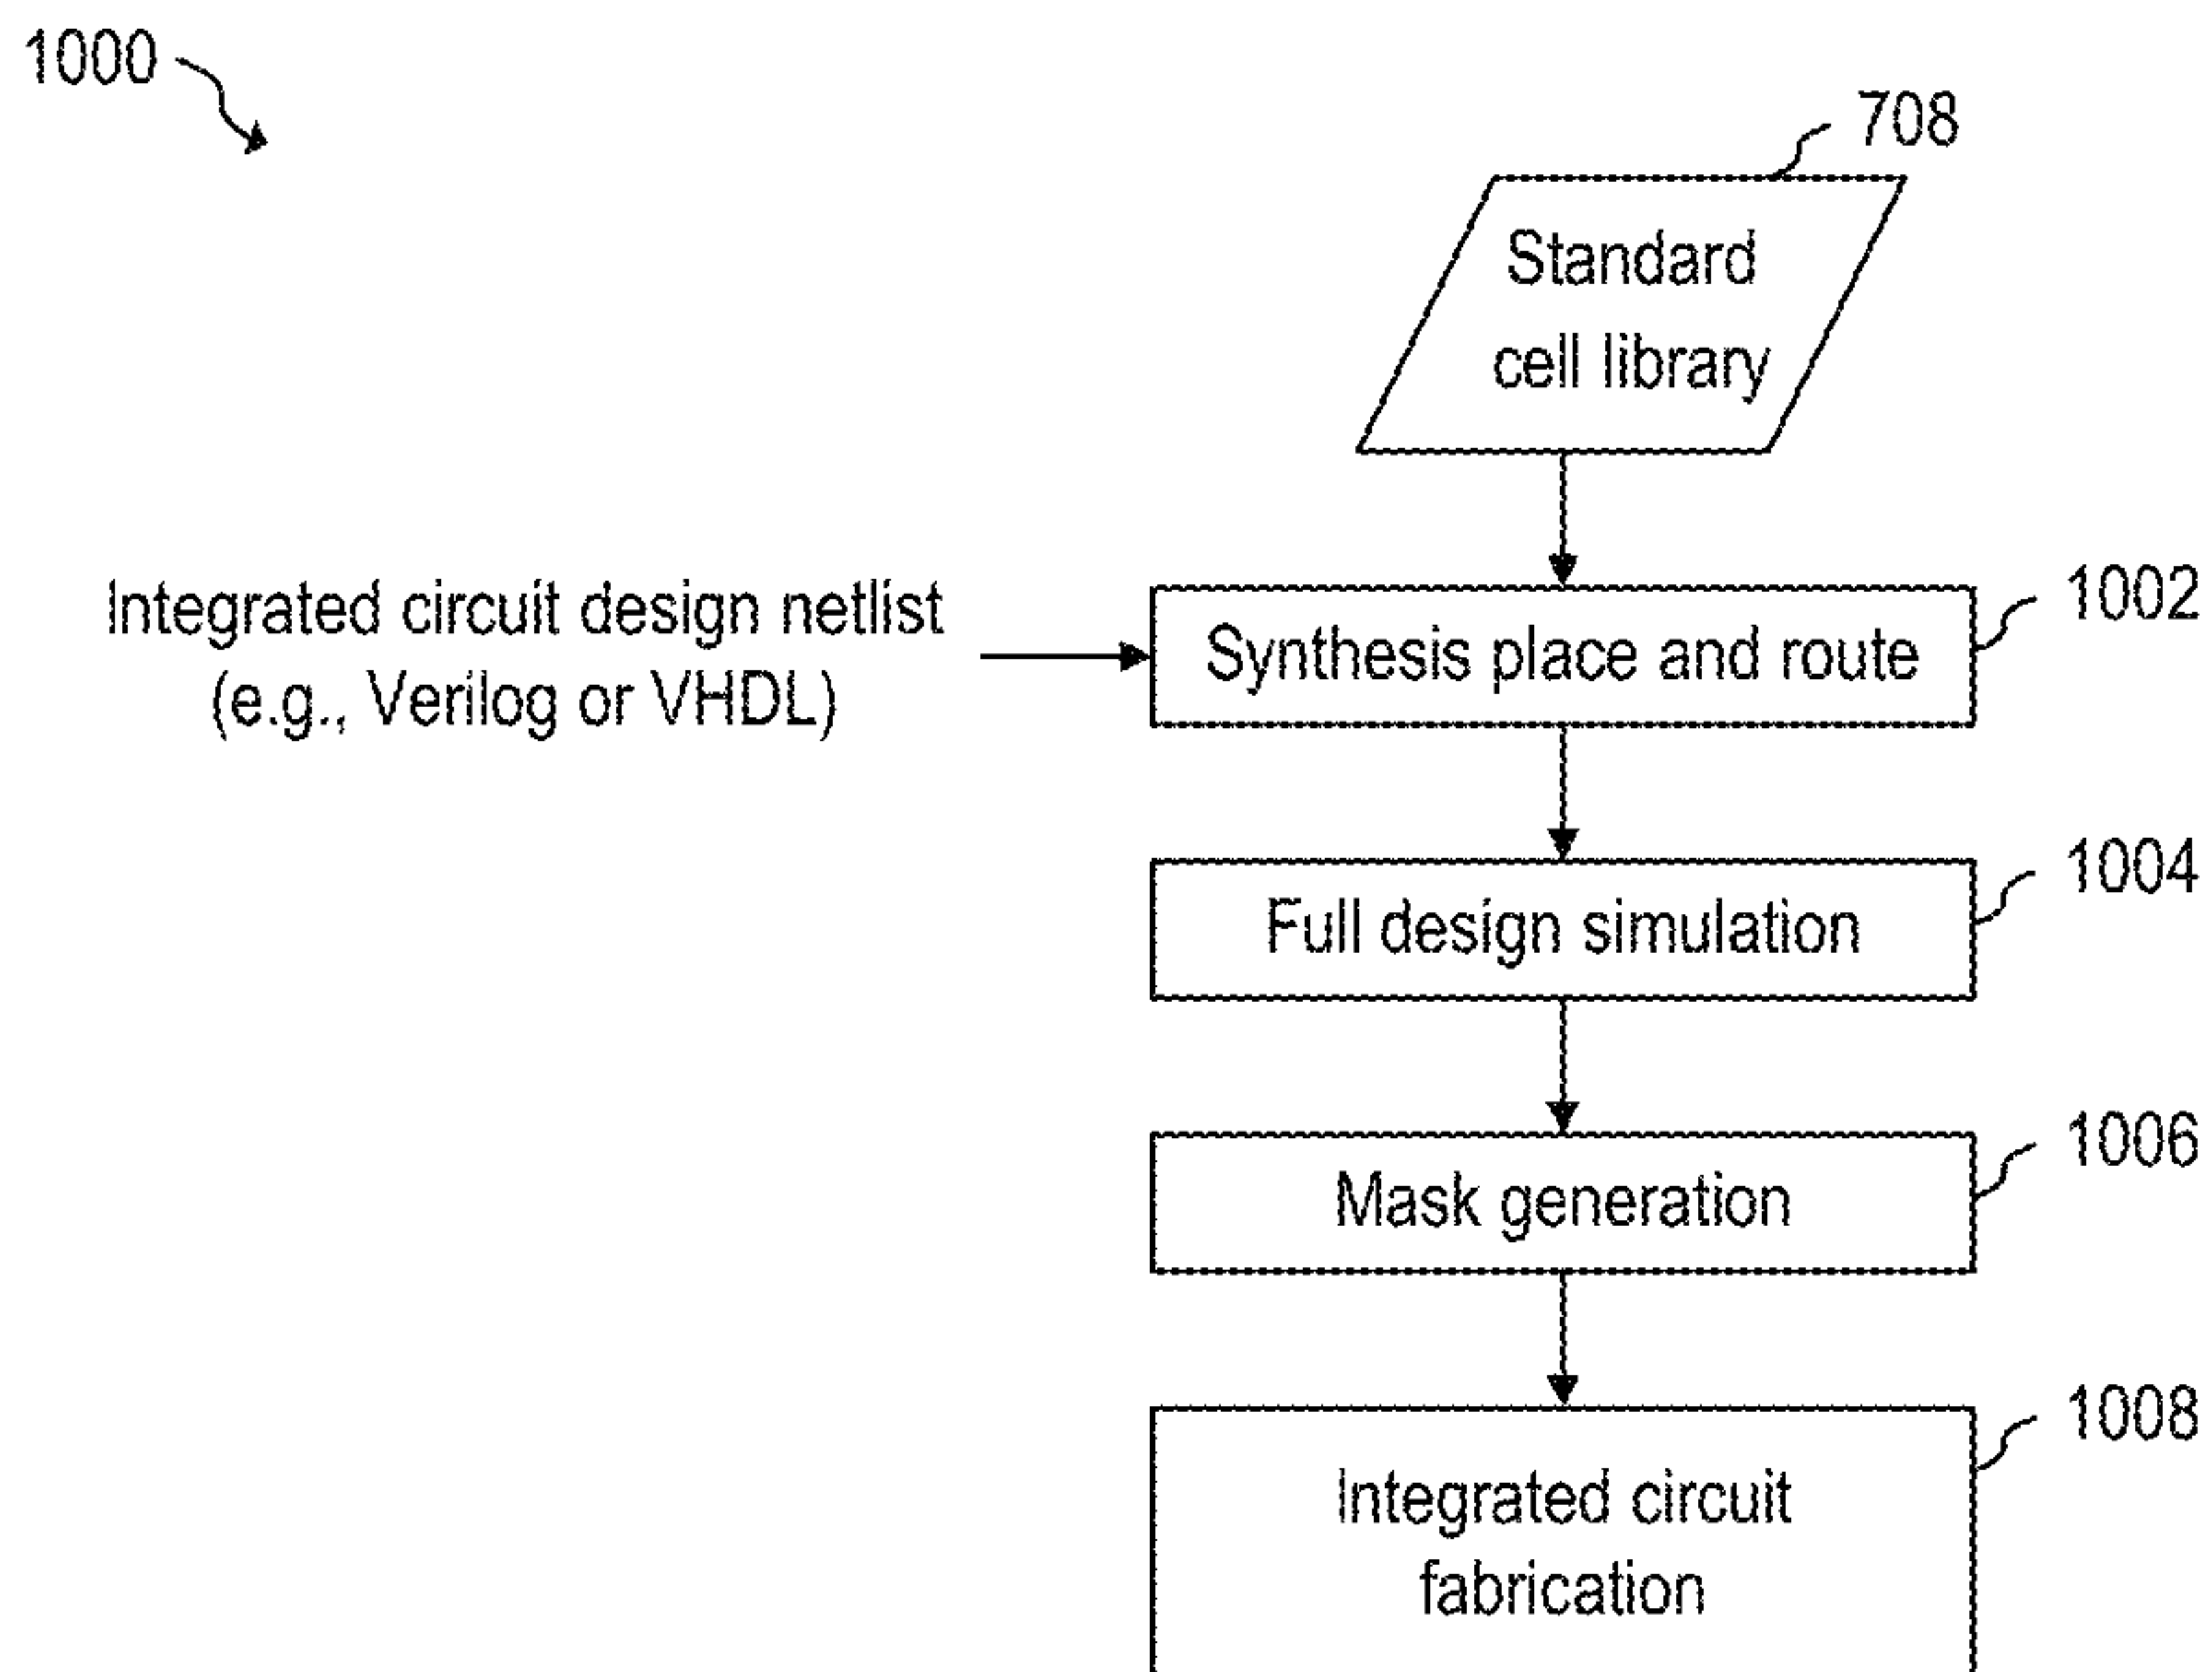 1000
708
Standard
cell library
Integrated circuit design netlist
(e.g., Verilog or VHDL)
1002
Synthesis place and route
1004
Full design simulation
1006
Mask generation
1008
Integrated circuit
fabrication